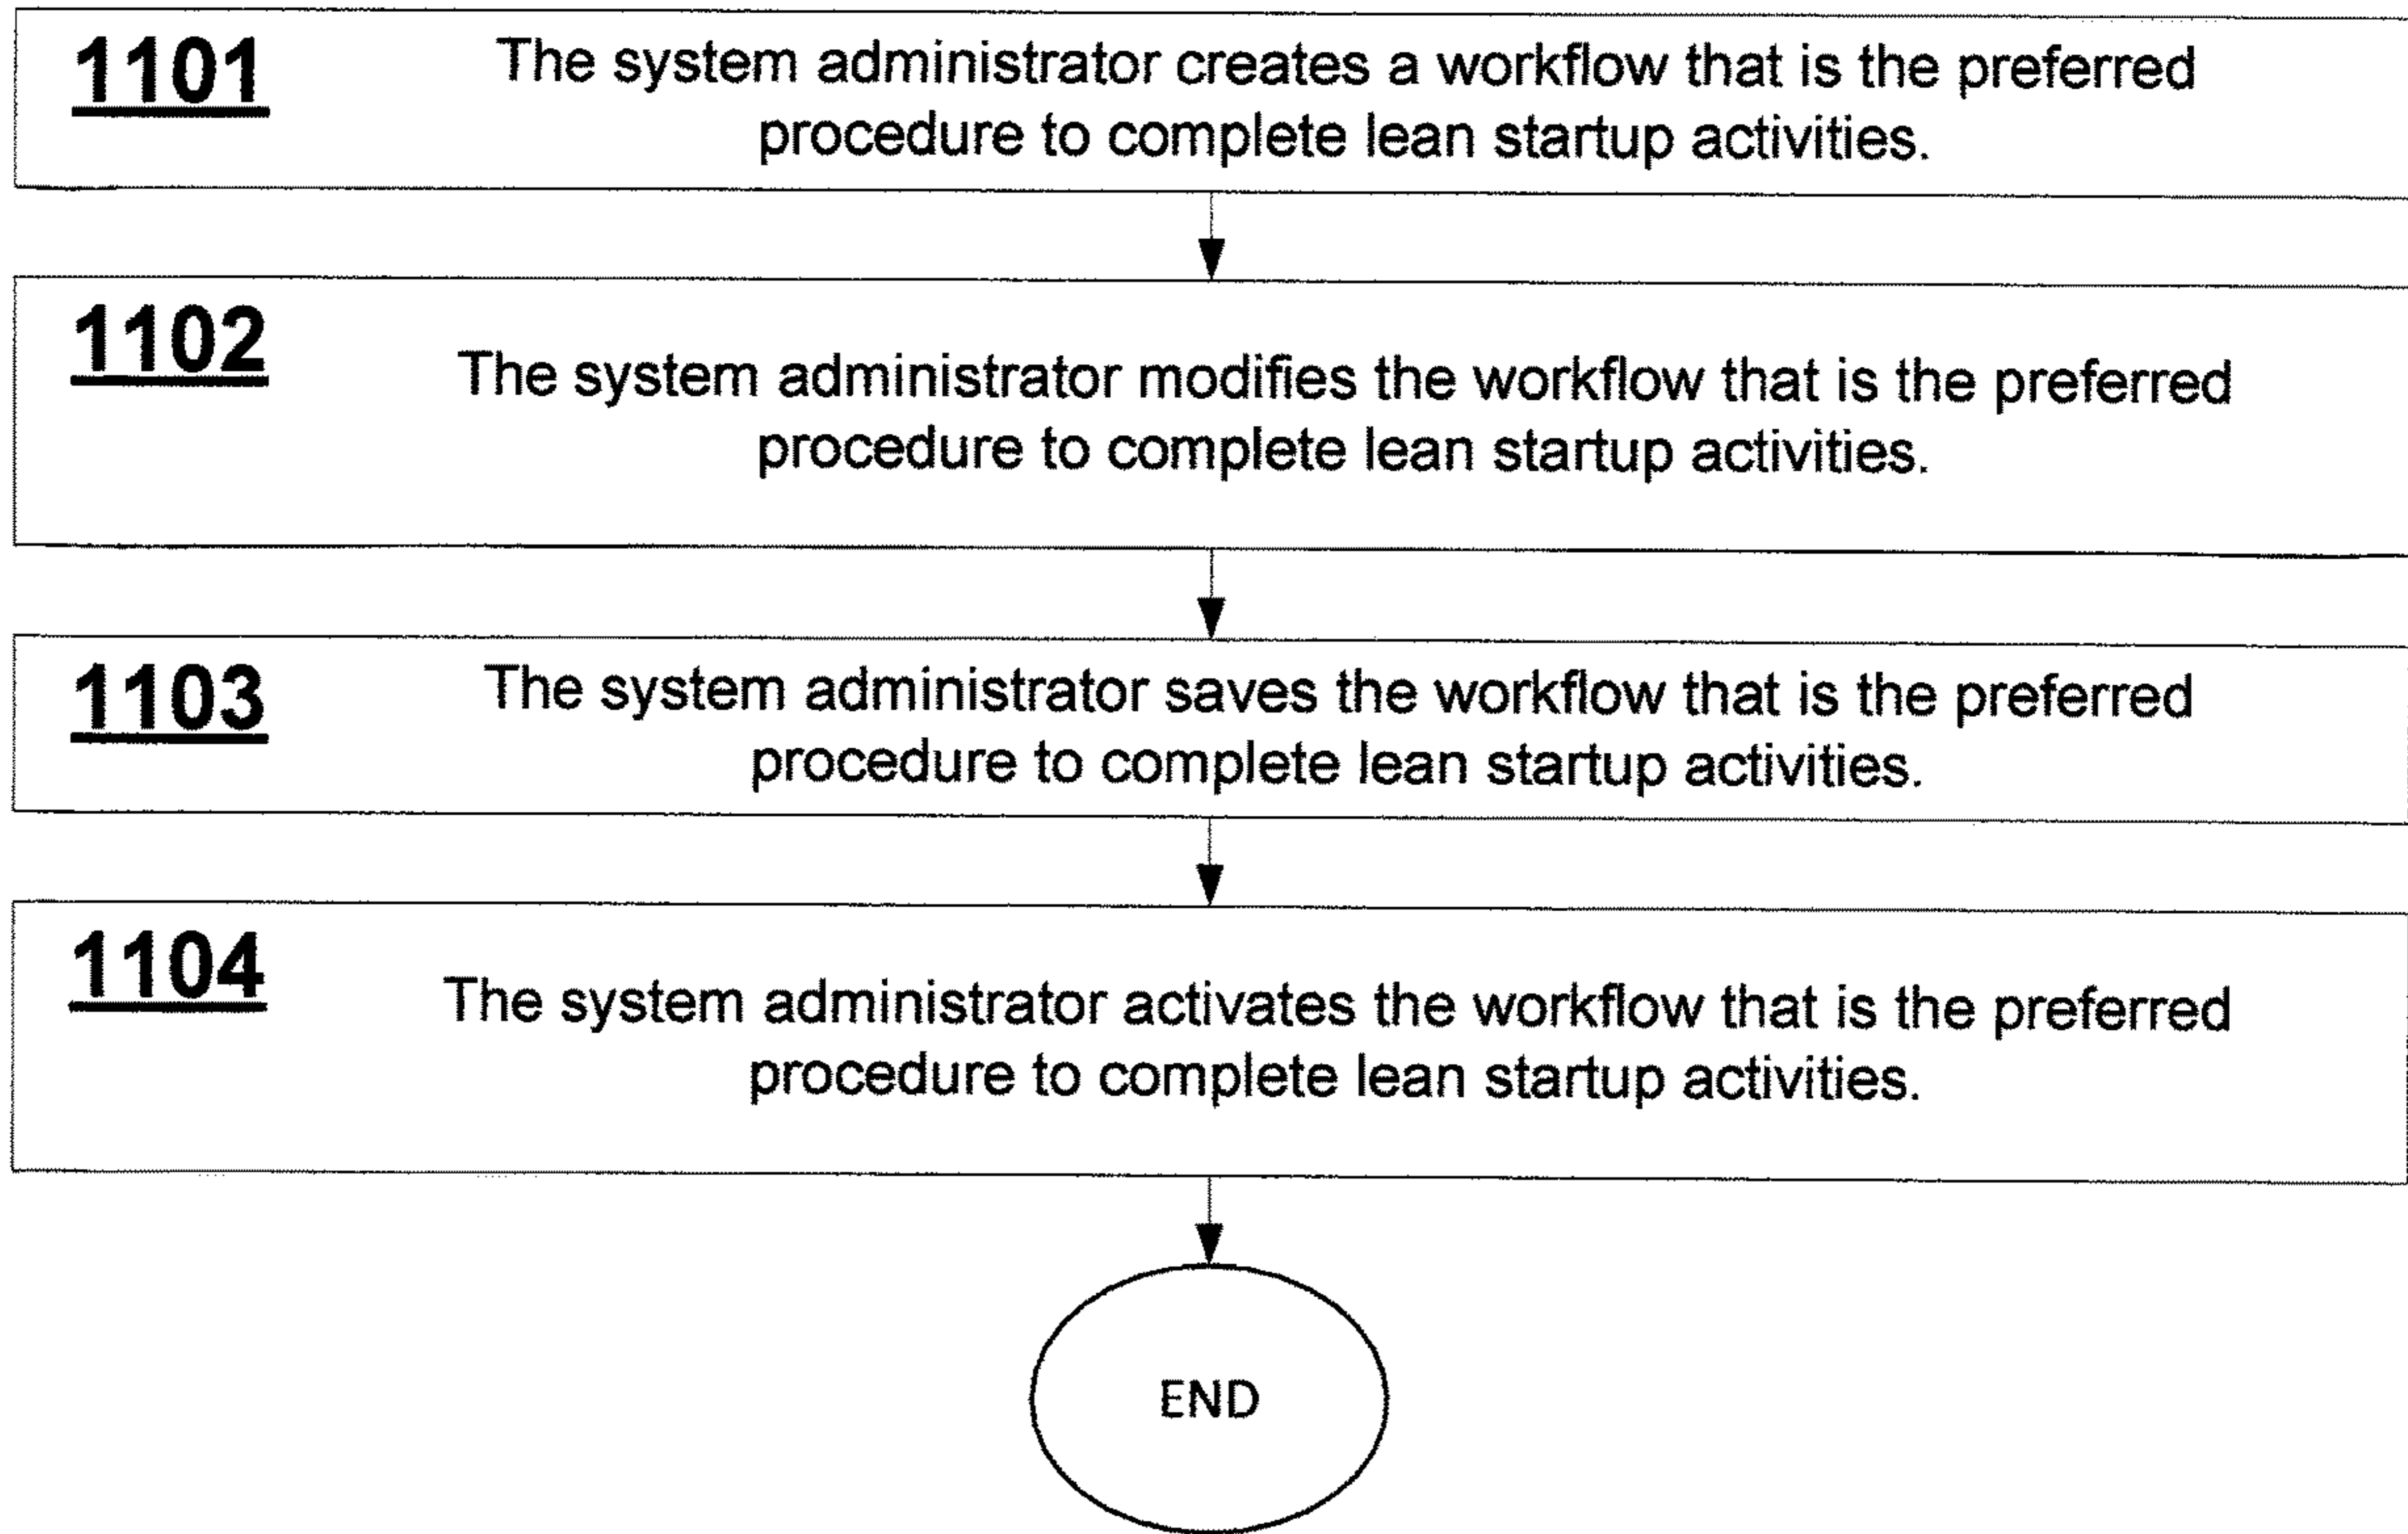 1101
The system administrator creates a workflow that is the preferred
procedure to complete lean startup activities.
1102
The system administrator modifies the workflow that is the preferred
procedure to complete lean startup activities.
1103
The system administrator saves the workflow that is the preferred
procedure to complete lean startup activities.
1104
The system administrator activates the workflow that is the preferred
procedure to complete lean startup activities.
END